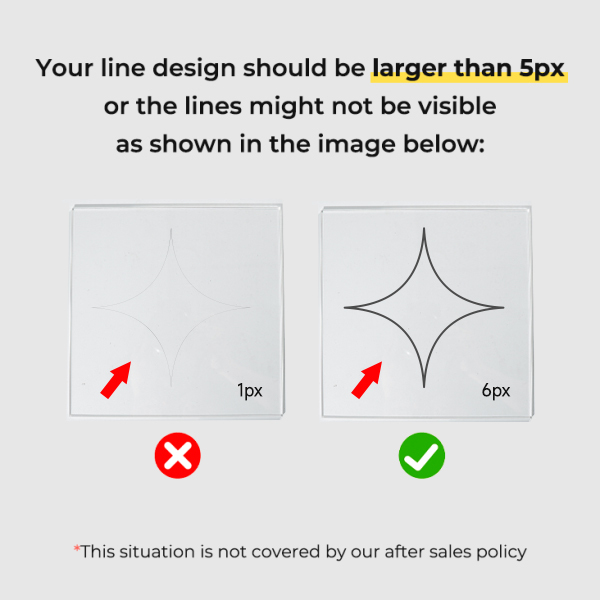 Your line design should be larger than 5px
or the lines might not be visible
as shown in the image below:
1px
6px
*This situation is not covered by our after sales policy